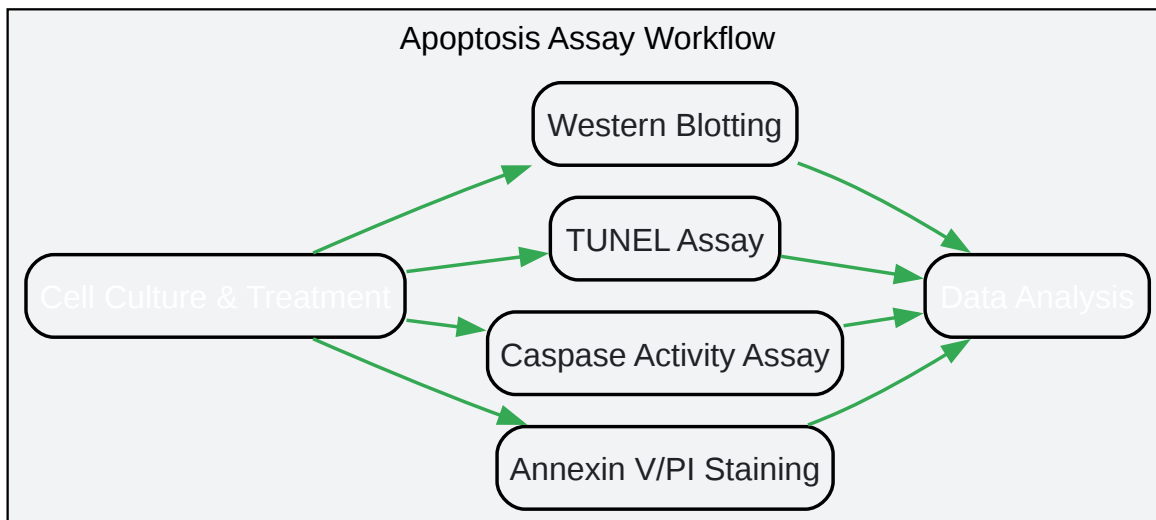 Apoptosis Assay Workflow
Western Blotting
TUNEL Assay
Cell Culture & Treatment
Data Analysis
Caspase Activity Assay
Annexin V/PI Staining